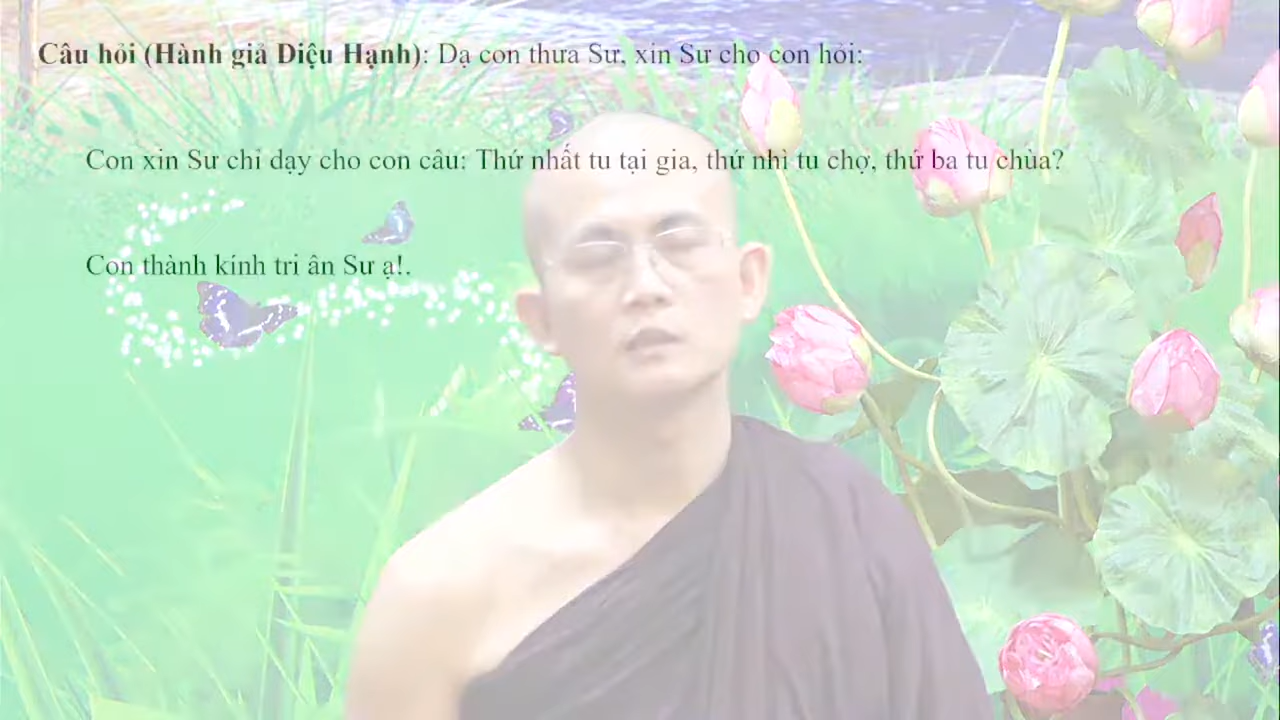 Câu hỏi (Hành giả Diệu Hạnh): Dạ con thưa Sư, xin Sư cho con hỏi:
Con xin Sư chỉ dạy cho con câu: Thứ nhất tu tại gia, thứ nhì tu chợ, thứ ba tu chùa?
Con thành kính tri ân Sư ạ!.